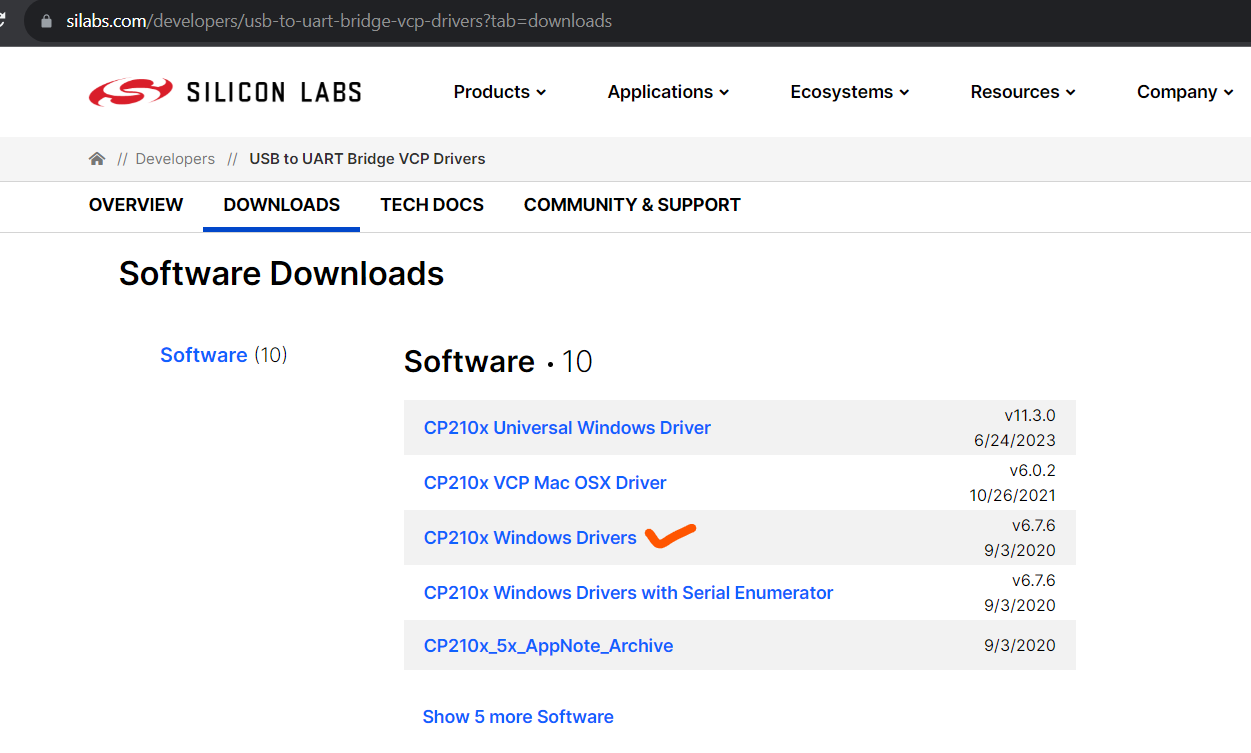 silabs.com/developers/usb-to-uart-bridge-vcp-drivers?tab=downloads
SILICON LABS
Products Applications Ecosystems Resources Company
// Developers // USB to UART Bridge VCP Drivers
OVERVIEW DOWNLOADS TECH DOCS COMMUNITY & SUPPORT
Software Downloads
Software (10)
Software · 10
CP210x Universal Windows Driver
v11.3.0
6/24/2023
CP210x VCP Mac OSX Driver
v6.0.2
10/26/2021
CP210x Windows Drivers
v6.7.6
9/3/2020
CP210x Windows Drivers with Serial Enumerator
v6.7.6
9/3/2020
CP210x_5x_AppNote_Archive
9/3/2020
Show 5 more Software